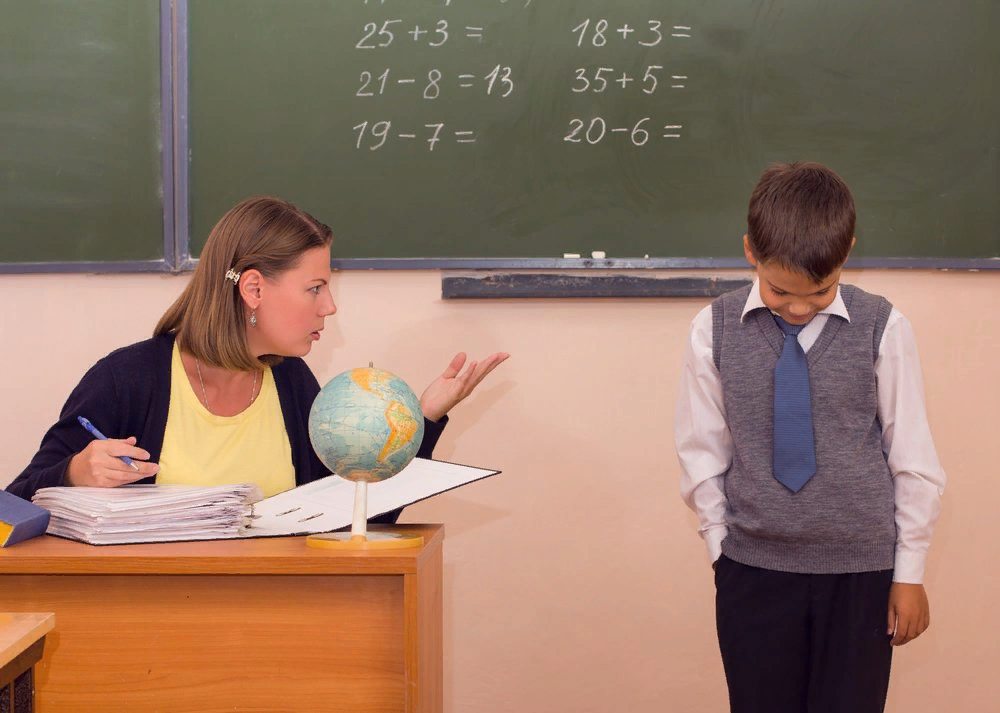 25 + 3 =
21 - 8 = 13
19 - 7 =
18 + 3 =
35 + 5 =
20 - 6 =